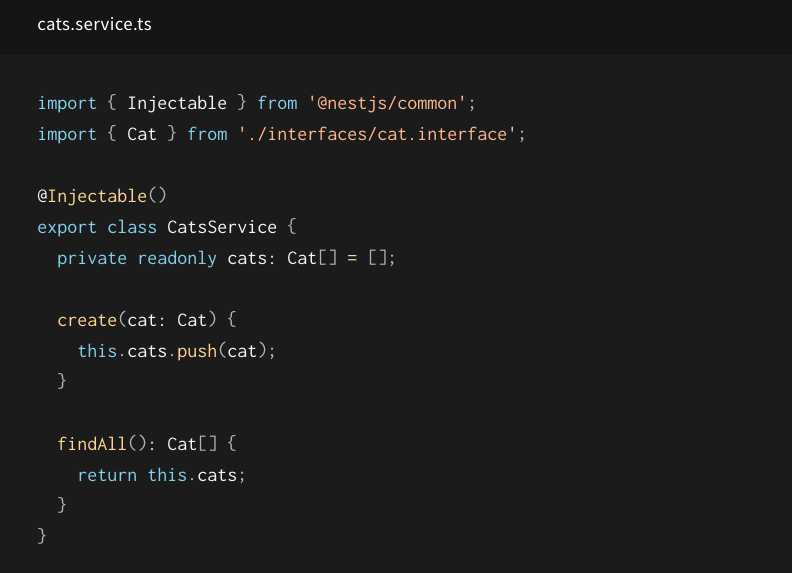 cats.service.ts
import { Injectable } from '@nestjs/common';
import { Cat } from './interfaces/cat.interface';
@Injectable()
export class CatsService {
  private readonly cats: Cat[] = [];
  create(cat: Cat) {
    this.cats.push(cat);
  }
  findAll(): Cat[] {
    return this.cats;
  }
}